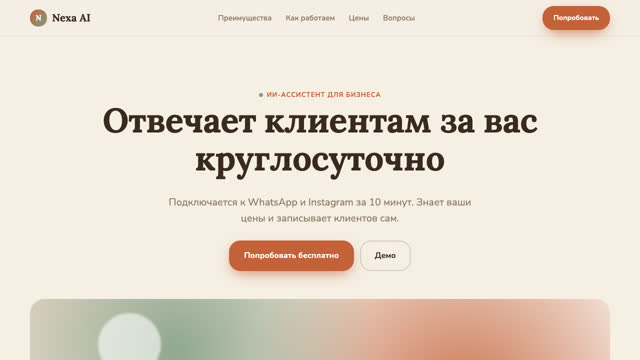 N Nexa AI
Преимущества Как работаем Цены Вопросы
Попробовать
ИИ-АССИСТЕНТ ДЛЯ БИЗНЕСА
Отвечает клиентам за вас
круглосуточно
Подключается к WhatsApp и Instagram за 10 минут. Знает ваши
цены и записывает клиентов сам.
Попробовать бесплатно Демо